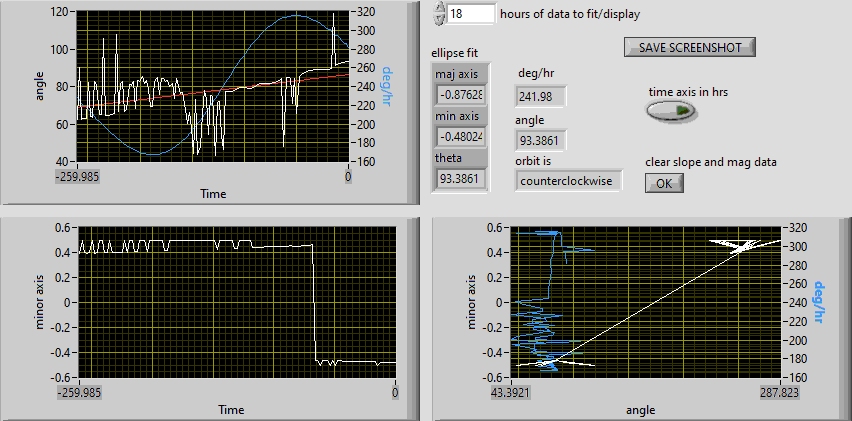 120
100
80
60
40
angle
320
300
280
260
240
220
200
180
160
deg/hr
-259.985
0
Time
18 hours of data to fit/display
SAVE SCREENSHOT
ellipse fit
maj axis
-0.87628
min axis
-0.48024
theta
93.3861
deg/hr
241.98
angle
93.3861
orbit is
counterclockwise
time axis in hrs
clear slope and mag data
OK
0.6
0.4
0.2
0
-0.2
-0.4
-0.6
minor axis
-259.985
0
Time
0.6
0.4
0.2
0
-0.2
-0.4
-0.6
minor axis
320
300
280
260
240
220
200
180
160
deg/hr
43.3921
287.823
angle